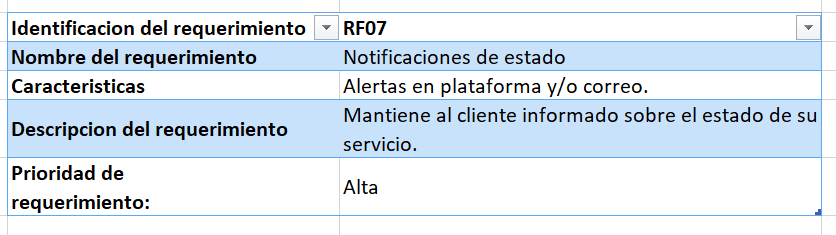 Identificacion del requerimiento RF07
Nombre del requerimiento Notificaciones de estado
Caracteristicas Alertas en plataforma y/o correo.
Descripcion del requerimiento Mantiene al cliente informado sobre el estado de su
servicio.
Prioridad de
requerimiento: Alta